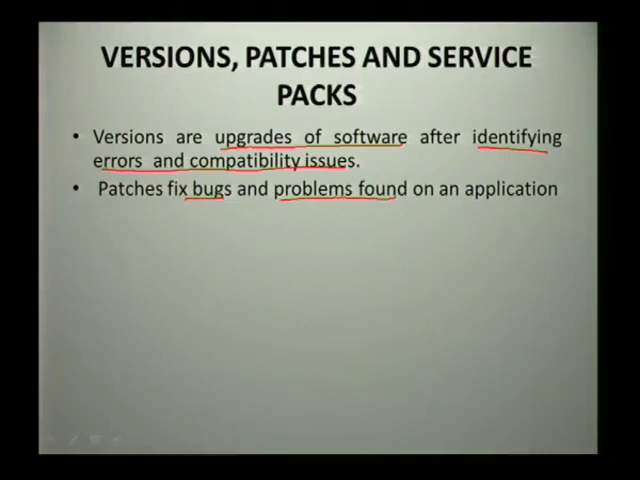 VERSIONS, PATCHES AND SERVICE
PACKS
• Versions are upgrades of software after identifying
errors and compatibility issues.
• Patches fix bugs and problems found on an application